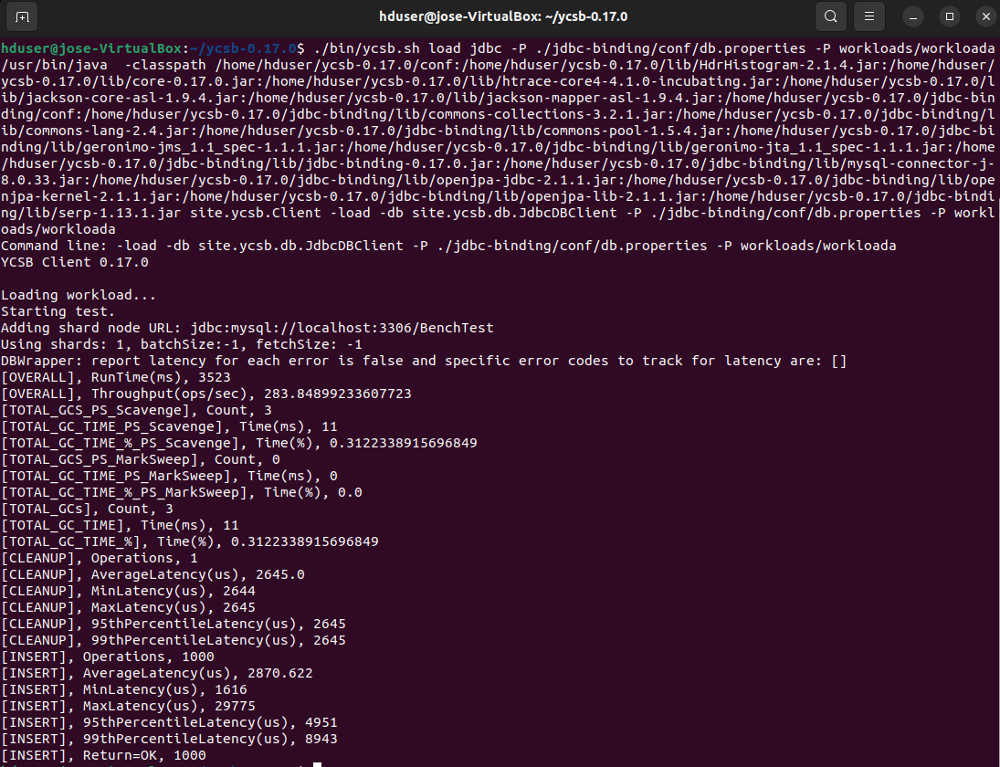 hduser@jose-VirtualBox: ~/ycsb-0.17.0
hduser@jose-VirtualBox:~/ycsb-0.17.0$ ./bin/ycsb.sh load jdbc -P ./jdbc-binding/conf/db.properties -P workloads/workloada
/usr/bin/java  -classpath /home/hduser/ycsb-0.17.0/conf:/home/hduser/ycsb-0.17.0/lib/HdrHistogram-2.1.4.jar:/home/hduser/
ycsb-0.17.0/lib/core-0.17.0.jar:/home/hduser/ycsb-0.17.0/lib/htrace-core4-4.1.0-incubating.jar:/home/hduser/ycsb-0.17.0/l
ib/jackson-core-asl-1.9.4.jar:/home/hduser/ycsb-0.17.0/lib/jackson-mapper-asl-1.9.4.jar:/home/hduser/ycsb-0.17.0/jdbc-bin
ding/conf:/home/hduser/ycsb-0.17.0/jdbc-binding/lib/commons-collections-3.2.1.jar:/home/hduser/ycsb-0.17.0/jdbc-binding/l
ib/commons-lang-2.4.jar:/home/hduser/ycsb-0.17.0/jdbc-binding/lib/commons-pool-1.5.4.jar:/home/hduser/ycsb-0.17.0/jdbc-bi
nding/lib/geronimo-jms_1.1_spec-1.1.1.jar:/home/hduser/ycsb-0.17.0/jdbc-binding/lib/geronimo-jta_1.1_spec-1.1.1.jar:/home
/hduser/ycsb-0.17.0/jdbc-binding/lib/jdbc-binding-0.17.0.jar:/home/hduser/ycsb-0.17.0/jdbc-binding/lib/mysql-connector-j-
8.0.33.jar:/home/hduser/ycsb-0.17.0/jdbc-binding/lib/openjpa-jdbc-2.1.1.jar:/home/hduser/ycsb-0.17.0/jdbc-binding/lib/ope
njpa-kernel-2.1.1.jar:/home/hduser/ycsb-0.17.0/jdbc-binding/lib/openjpa-lib-2.1.1.jar:/home/hduser/ycsb-0.17.0/jdbc-bindi
ng/lib/serp-1.13.1.jar site.ycsb.Client -load -db site.ycsb.db.JdbcDBClient -P ./jdbc-binding/conf/db.properties -P workl
oads/workloada
Command line: -load -db site.ycsb.db.JdbcDBClient -P ./jdbc-binding/conf/db.properties -P workloads/workloada
YCSB Client 0.17.0
Loading workload...
Starting test.
Adding shard node URL: jdbc:mysql://localhost:3306/BenchTest
Using shards: 1, batchSize:-1, fetchSize: -1
DBWrapper: report latency for each error is false and specific error codes to track for latency are: []
[OVERALL], RunTime(ms), 3523
[OVERALL], Throughput(ops/sec), 283.84899233607723
[TOTAL_GCS_PS_Scavenge], Count, 3
[TOTAL_GC_TIME_PS_Scavenge], Time(ms), 11
[TOTAL_GC_TIME_%_PS_Scavenge], Time(%), 0.3122338915696849
[TOTAL_GCS_PS_MarkSweep], Count, 0
[TOTAL_GC_TIME_PS_MarkSweep], Time(ms), 0
[TOTAL_GC_TIME_%_PS_MarkSweep], Time(%), 0.0
[TOTAL_GCs], Count, 3
[TOTAL_GC_TIME], Time(ms), 11
[TOTAL_GC_TIME_%], Time(%), 0.3122338915696849
[CLEANUP], Operations, 1
[CLEANUP], AverageLatency(us), 2645.0
[CLEANUP], MinLatency(us), 2644
[CLEANUP], MaxLatency(us), 2645
[CLEANUP], 95thPercentileLatency(us), 2645
[CLEANUP], 99thPercentileLatency(us), 2645
[INSERT], Operations, 1000
[INSERT], AverageLatency(us), 2870.622
[INSERT], MinLatency(us), 1616
[INSERT], MaxLatency(us), 29775
[INSERT], 95thPercentileLatency(us), 4951
[INSERT], 99thPercentileLatency(us), 8943
[INSERT], Return=OK, 1000